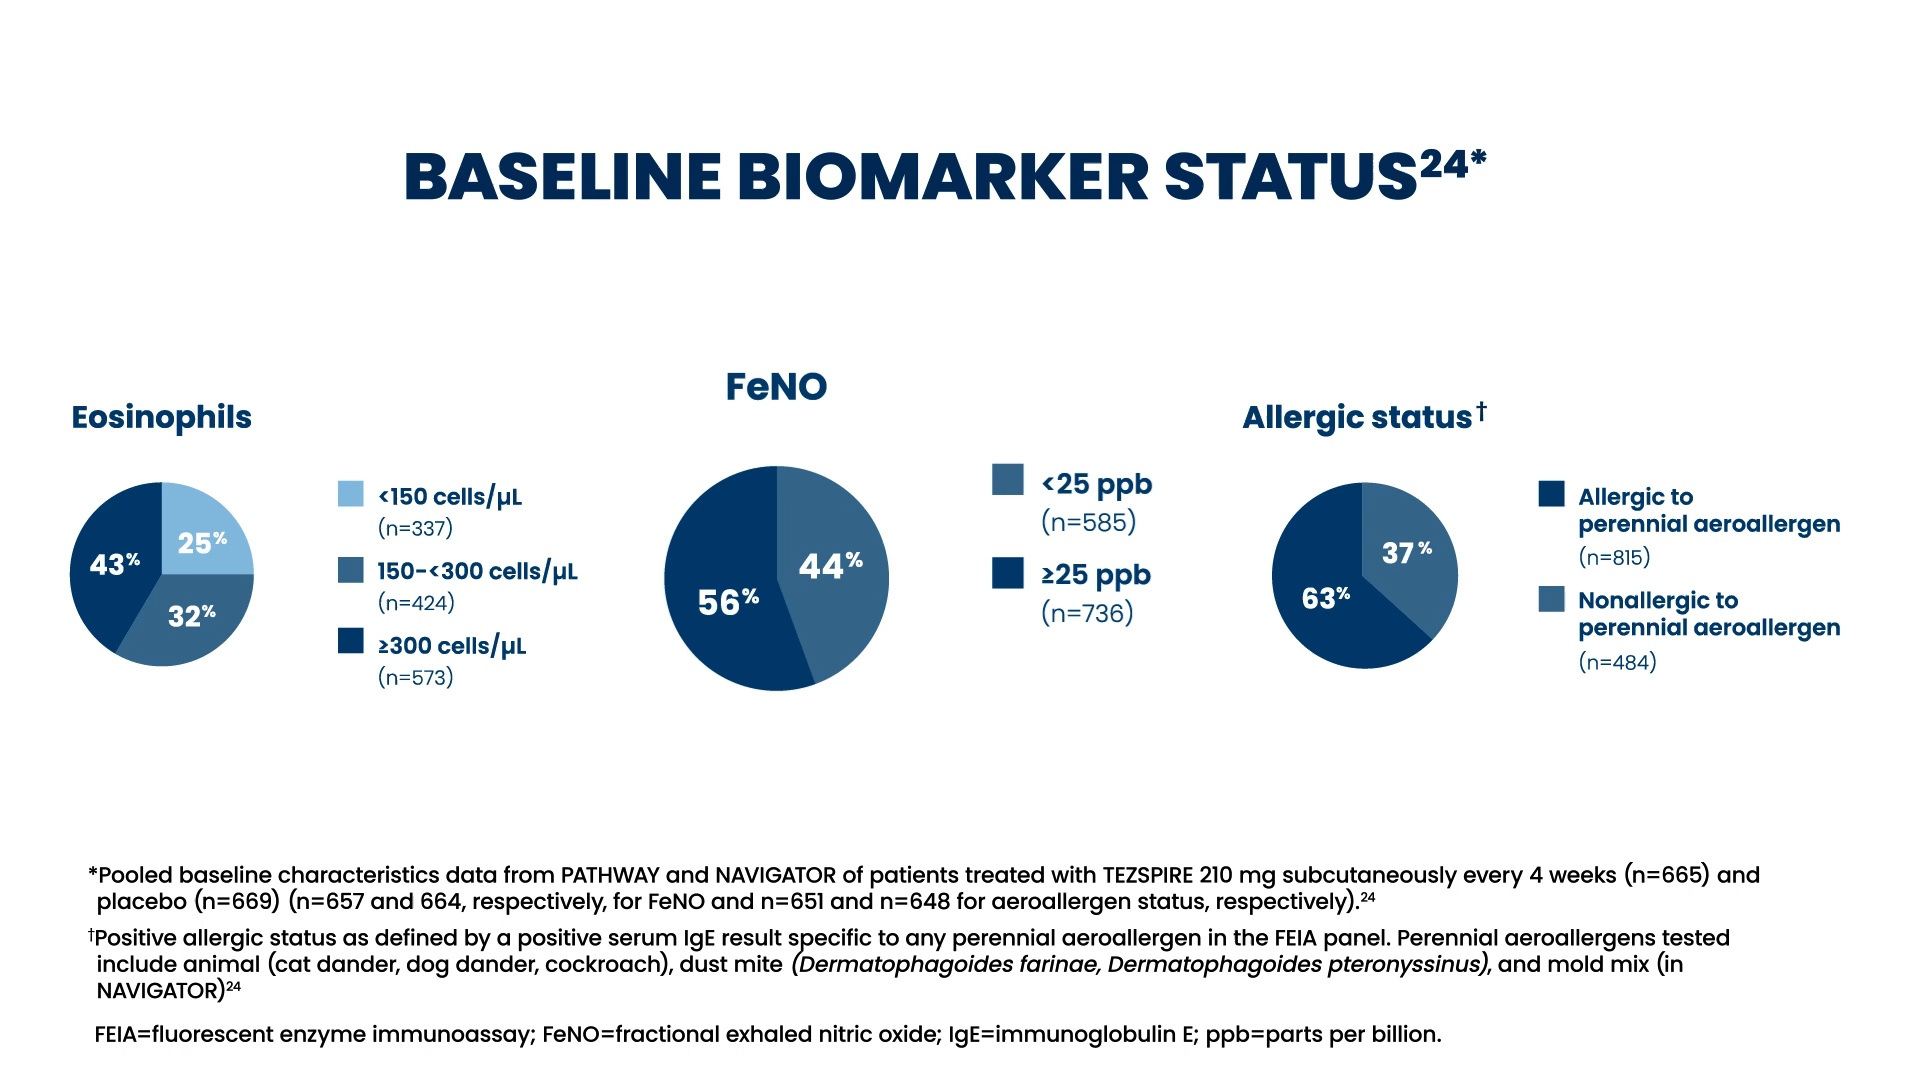 BASELINE BIOMARKER STATUS24*
Eosinophils
43%
25%
32%
<150 cells/µL
(n=337)
150-<300 cells/µL
(n=424)
≥300 cells/µL
(n=573)
FeNO
56%
44%
<25 ppb
(n=585)
≥25 ppb
(n=736)
Allergic status†
63%
37%
Allergic to
perennial aeroallergen
(n=815)
Nonallergic to
perennial aeroallergen
(n=484)
*Pooled baseline characteristics data from PATHWAY and NAVIGATOR of patients treated with TEZSPIRE 210 mg subcutaneously every 4 weeks (n=665) and
placebo (n=669) (n=657 and 664, respectively, for FeNO and n=651 and n=648 for aeroallergen status, respectively).24
†Positive allergic status as defined by a positive serum IgE result specific to any perennial aeroallergen in the FEIA panel. Perennial aeroallergens tested
include animal (cat dander, dog dander, cockroach), dust mite (Dermatophagoides farinae, Dermatophagoides pteronyssinus), and mold mix (in
NAVIGATOR)24
FEIA=fluorescent enzyme immunoassay; FeNO=fractional exhaled nitric oxide; IgE=immunoglobulin E; ppb=parts per billion.